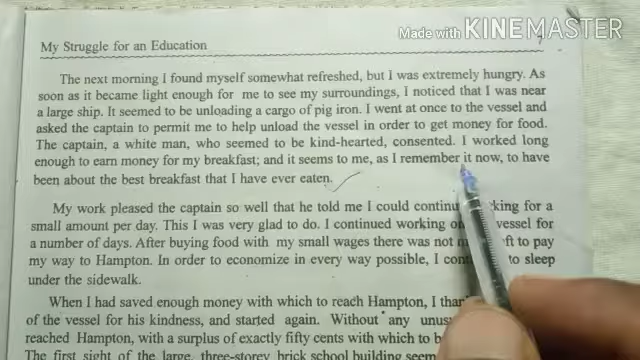 Made with KINEMASTER
My Struggle for an Education
The next morning I found myself somewhat refreshed, but I was extremely hungry. As
soon as it became light enough for me to see my surroundings, I noticed that I was near
a large ship. It seemed to be unloading a cargo of pig iron. I went at once to the vessel and
asked the captain to permit me to help unload the vessel in order to get money for food.
The captain, a white man, who seemed to be kind-hearted, consented. I worked long
enough to earn money for my breakfast; and it seems to me, as I remember it now, to have
been about the best breakfast that I have ever eaten.
My work pleased the captain so well that he told me I could for a
small amount per day. This I was very glad to do. I continued working vessel for
a number of days. After buying food with my small wages there was not to pay
my way to Hampton. In order to economize in every way possible, I to sleep
under the sidewalk.
When I had saved enough money with which to reach Hampton, I
of the vessel for his kindness, and started again. Without any
reached Hampton, with a surplus of exactly fifty cents with which to
The first sight of the large, three-storey brick school building